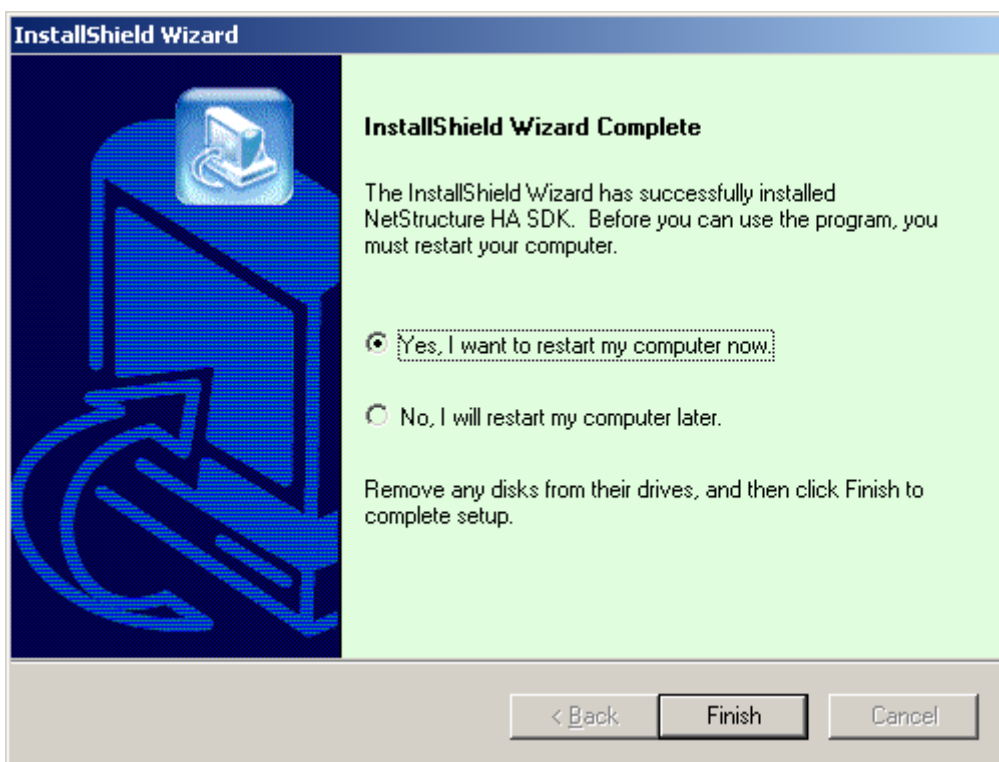 InstallShield Wizard
InstallShield Wizard Complete
The InstallShield Wizard has successfully installed
NetStructure HA SDK.  Before you can use the program, you
must restart your computer.
Yes, I want to restart my computer now.
No, I will restart my computer later.
Remove any disks from their drives, and then click Finish to
complete setup.
< Back
Finish
Cancel